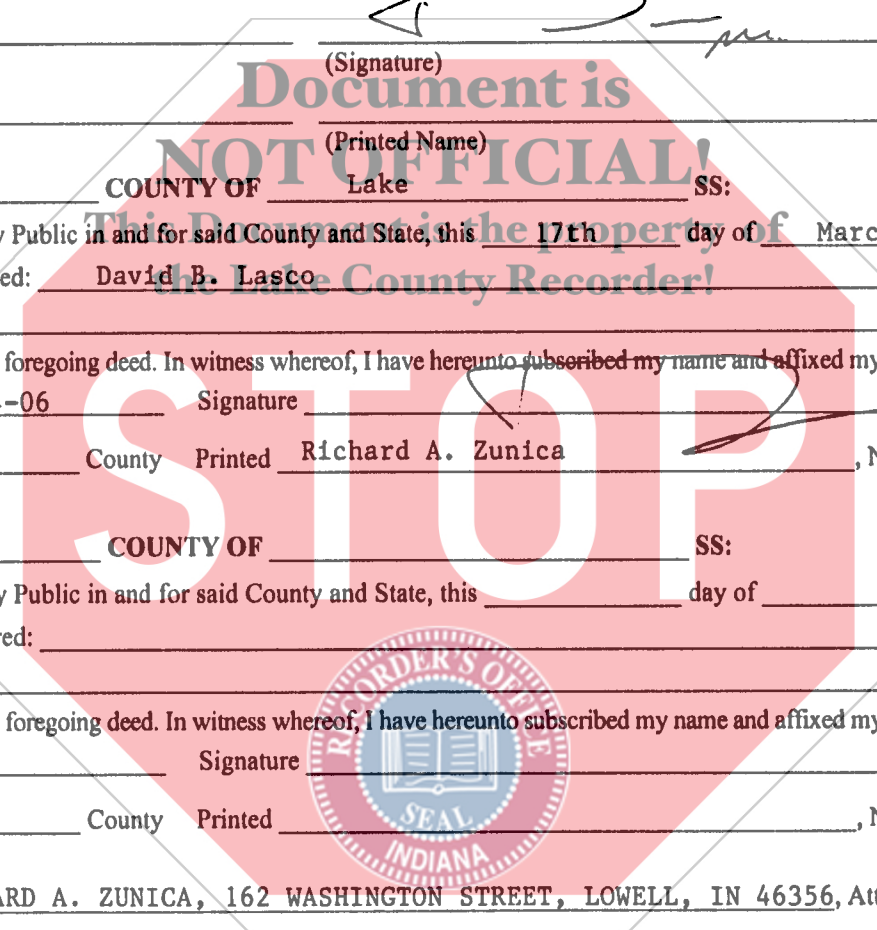 (Signature)
Document is
(Printed Name)
NOT OFFICIAL!
COUNTY OF Lake SS:
Public in and for said County and State, this 17th day of Marc
This Document is the property of
ed: David B. Lasco
the Lake County Recorder!
foregoing deed. In witness whereof, I have hereunto subscribed my name and affixed my
-06 Signature
County Printed Richard A. Zunica, N
STOP
COUNTY OF SS:
y Public in and for said County and State, this day of
red:
RECORDER'S OFFICE
foregoing deed. In witness whereof, I have hereunto subscribed my name and affixed my
Signature
County Printed , N
SEAL
INDIANA
ARD A. ZUNICA, 162 WASHINGTON STREET, LOWELL, IN 46356, Att